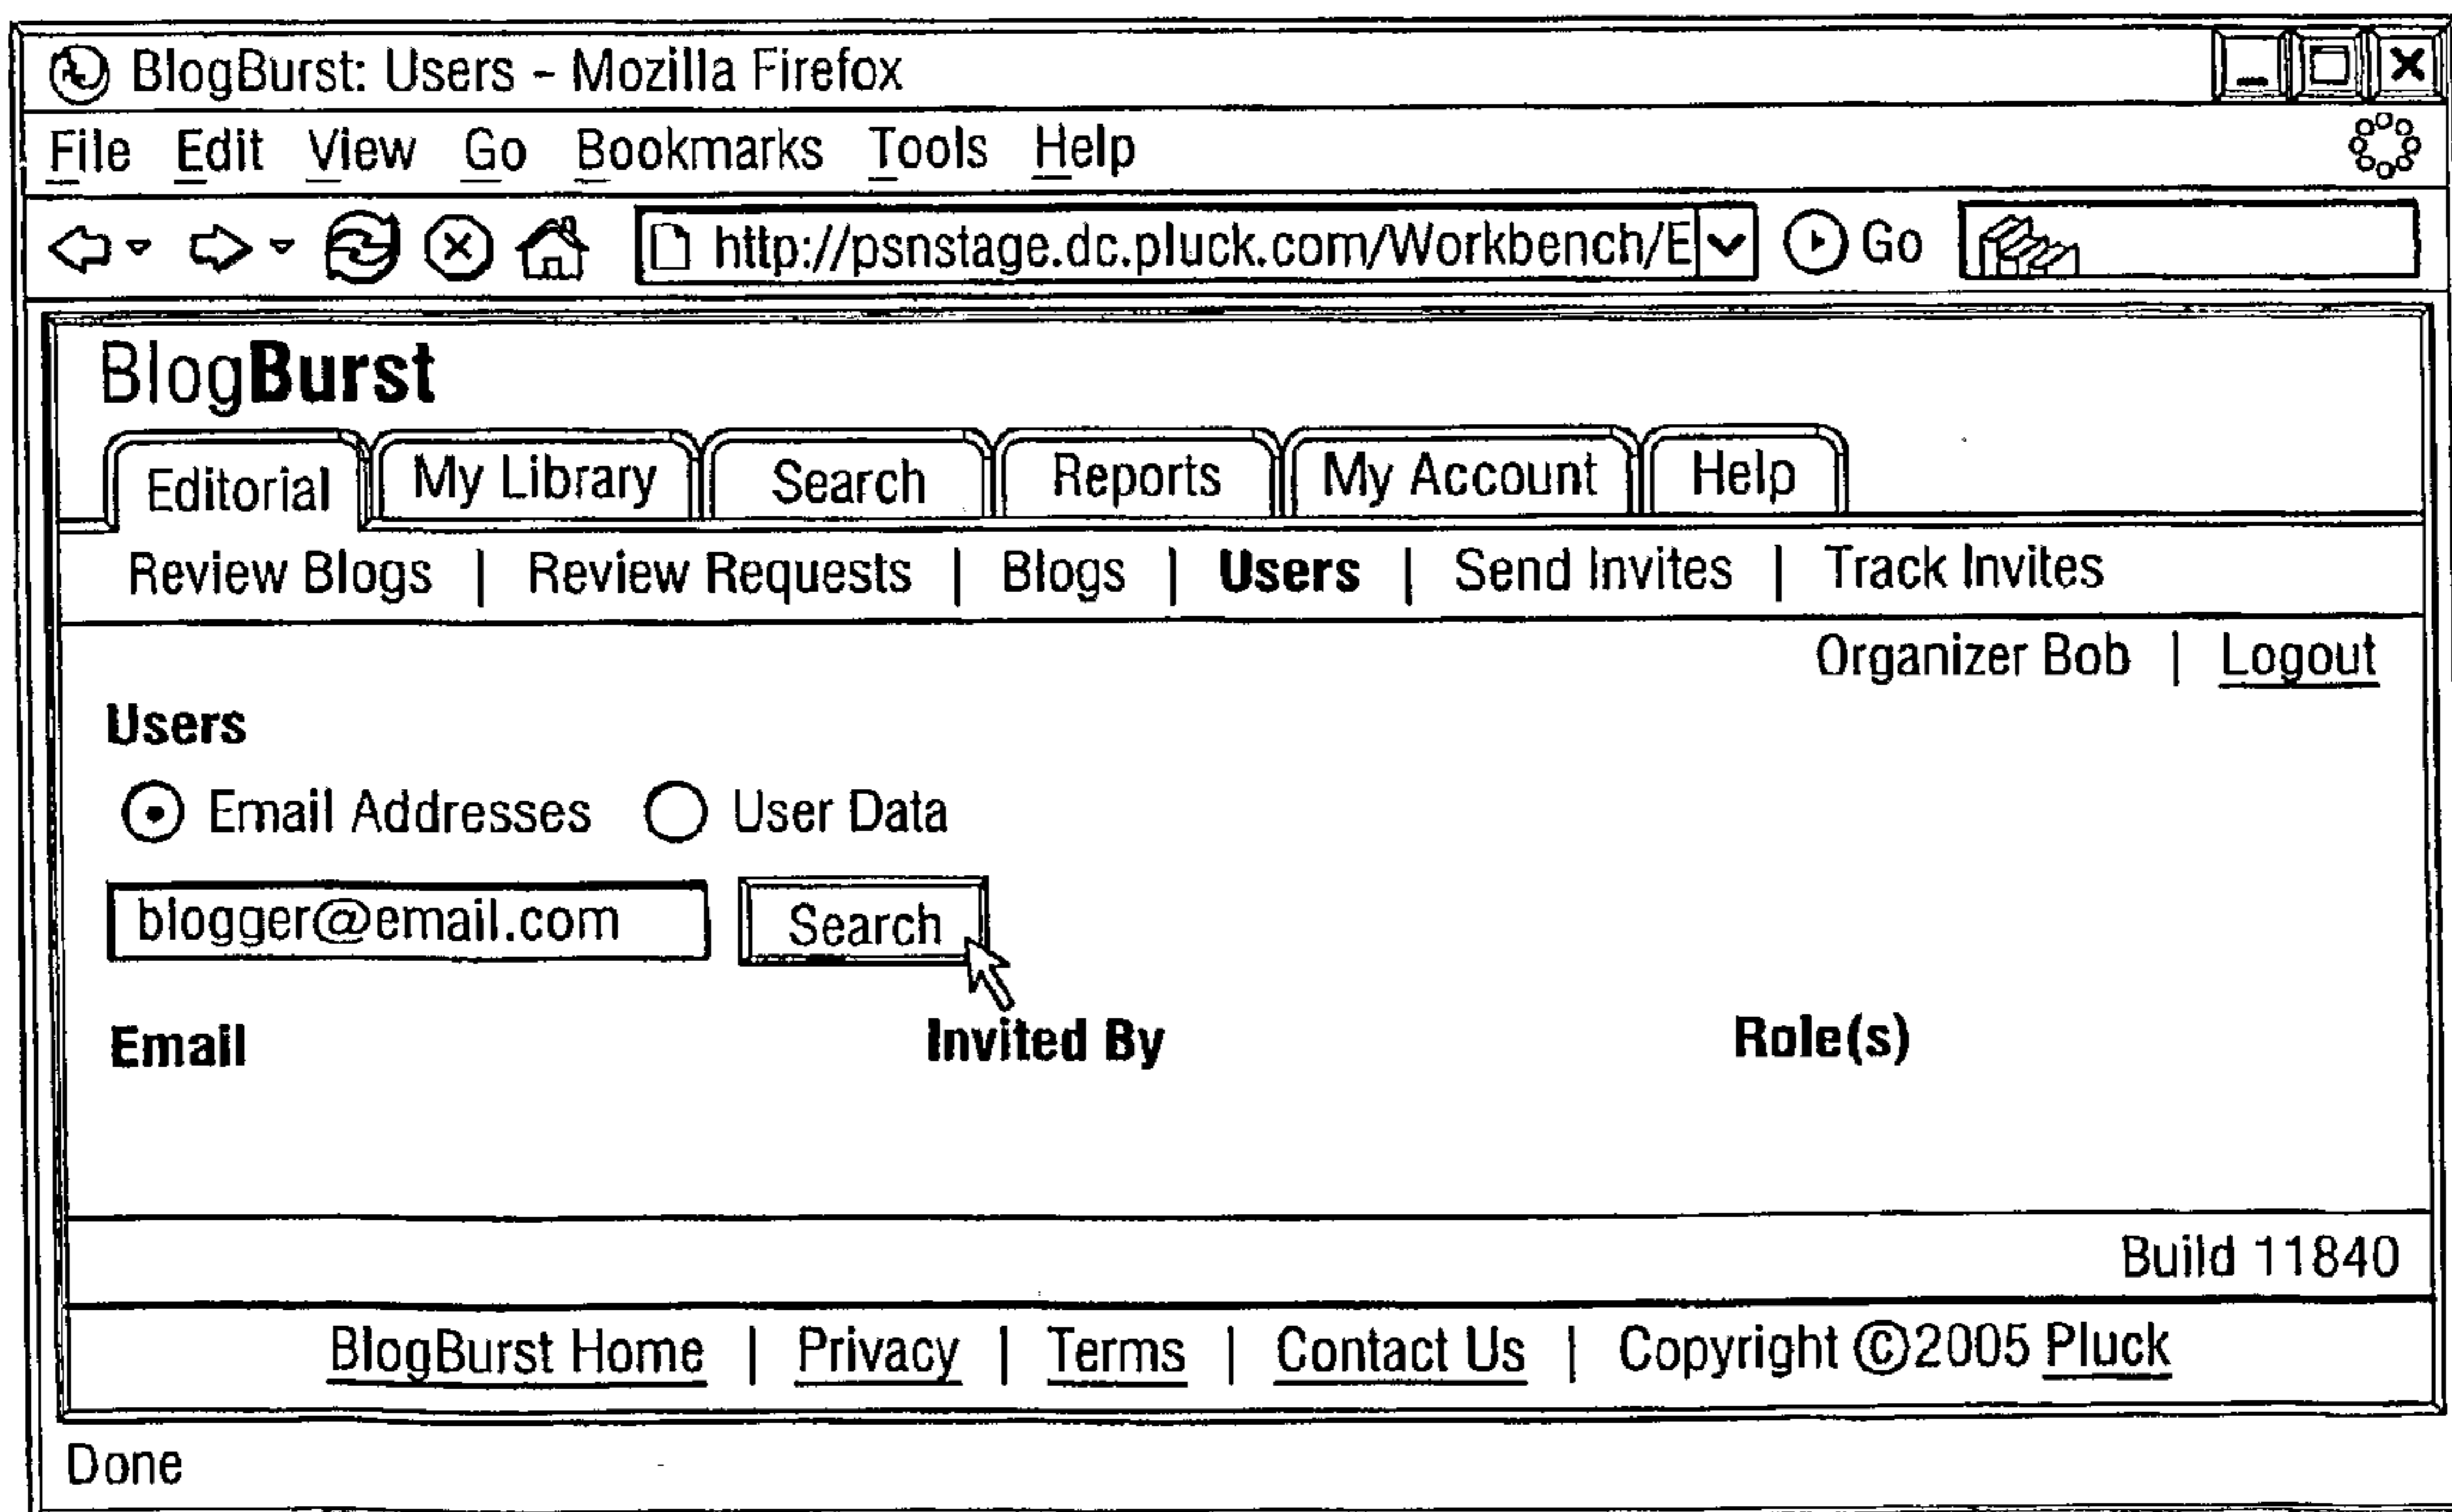 BlogBurst: Users - Mozilla Firefox
File Edit View Go Bookmarks Tools Help
http://psnstage.dc.pluck.com/Workbench/E Go
BlogBurst
Editorial My Library Search Reports My Account Help
Review Blogs | Review Requests | Blogs | Users | Send Invites | Track Invites
Organizer Bob | Logout
Users
Email Addresses User Data
blogger@email.com Search
Email Invited By Role(s)
Build 11840
BlogBurst Home | Privacy | Terms | Contact Us | Copyright ©2005 Pluck
Done